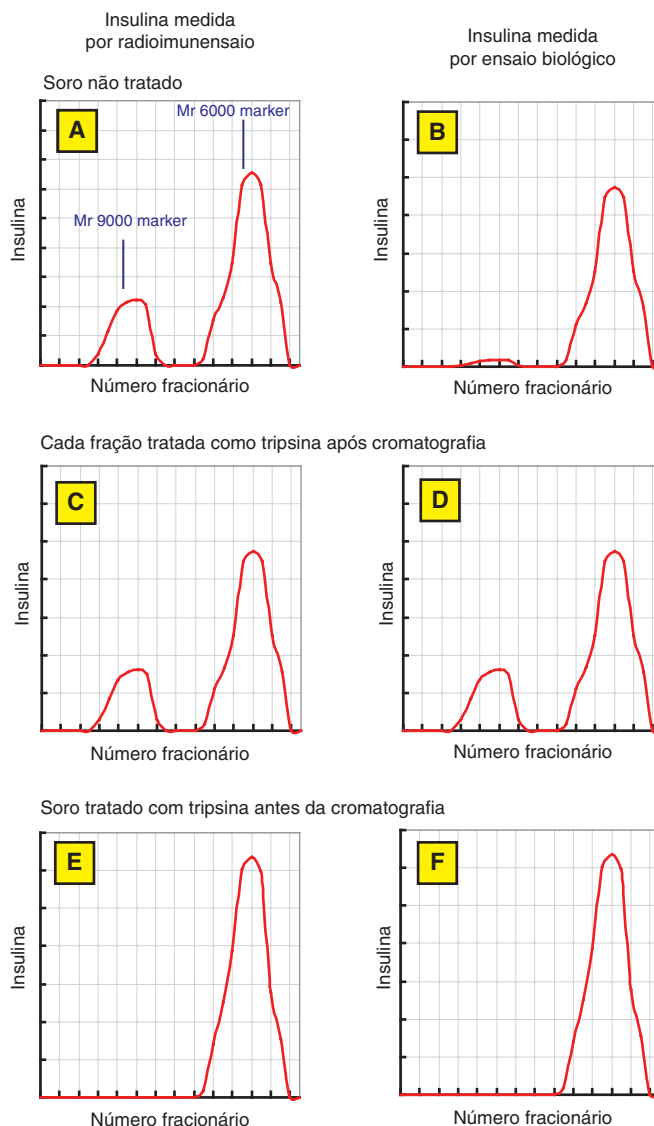 Insulina medida
por radioimunensaio
Insulina medida
por ensaio biológico
Soro não tratado
A
Mr 6000 marker
Mr 9000 marker
Insulina
Número fracionário
B
Insulina
Número fracionário
Cada fração tratada como tripsina após cromatografia
C
Insulina
Número fracionário
D
Insulina
Número fracionário
Soro tratado com tripsina antes da cromatografia
E
Insulina
Número fracionário
F
Insulina
Número fracionário